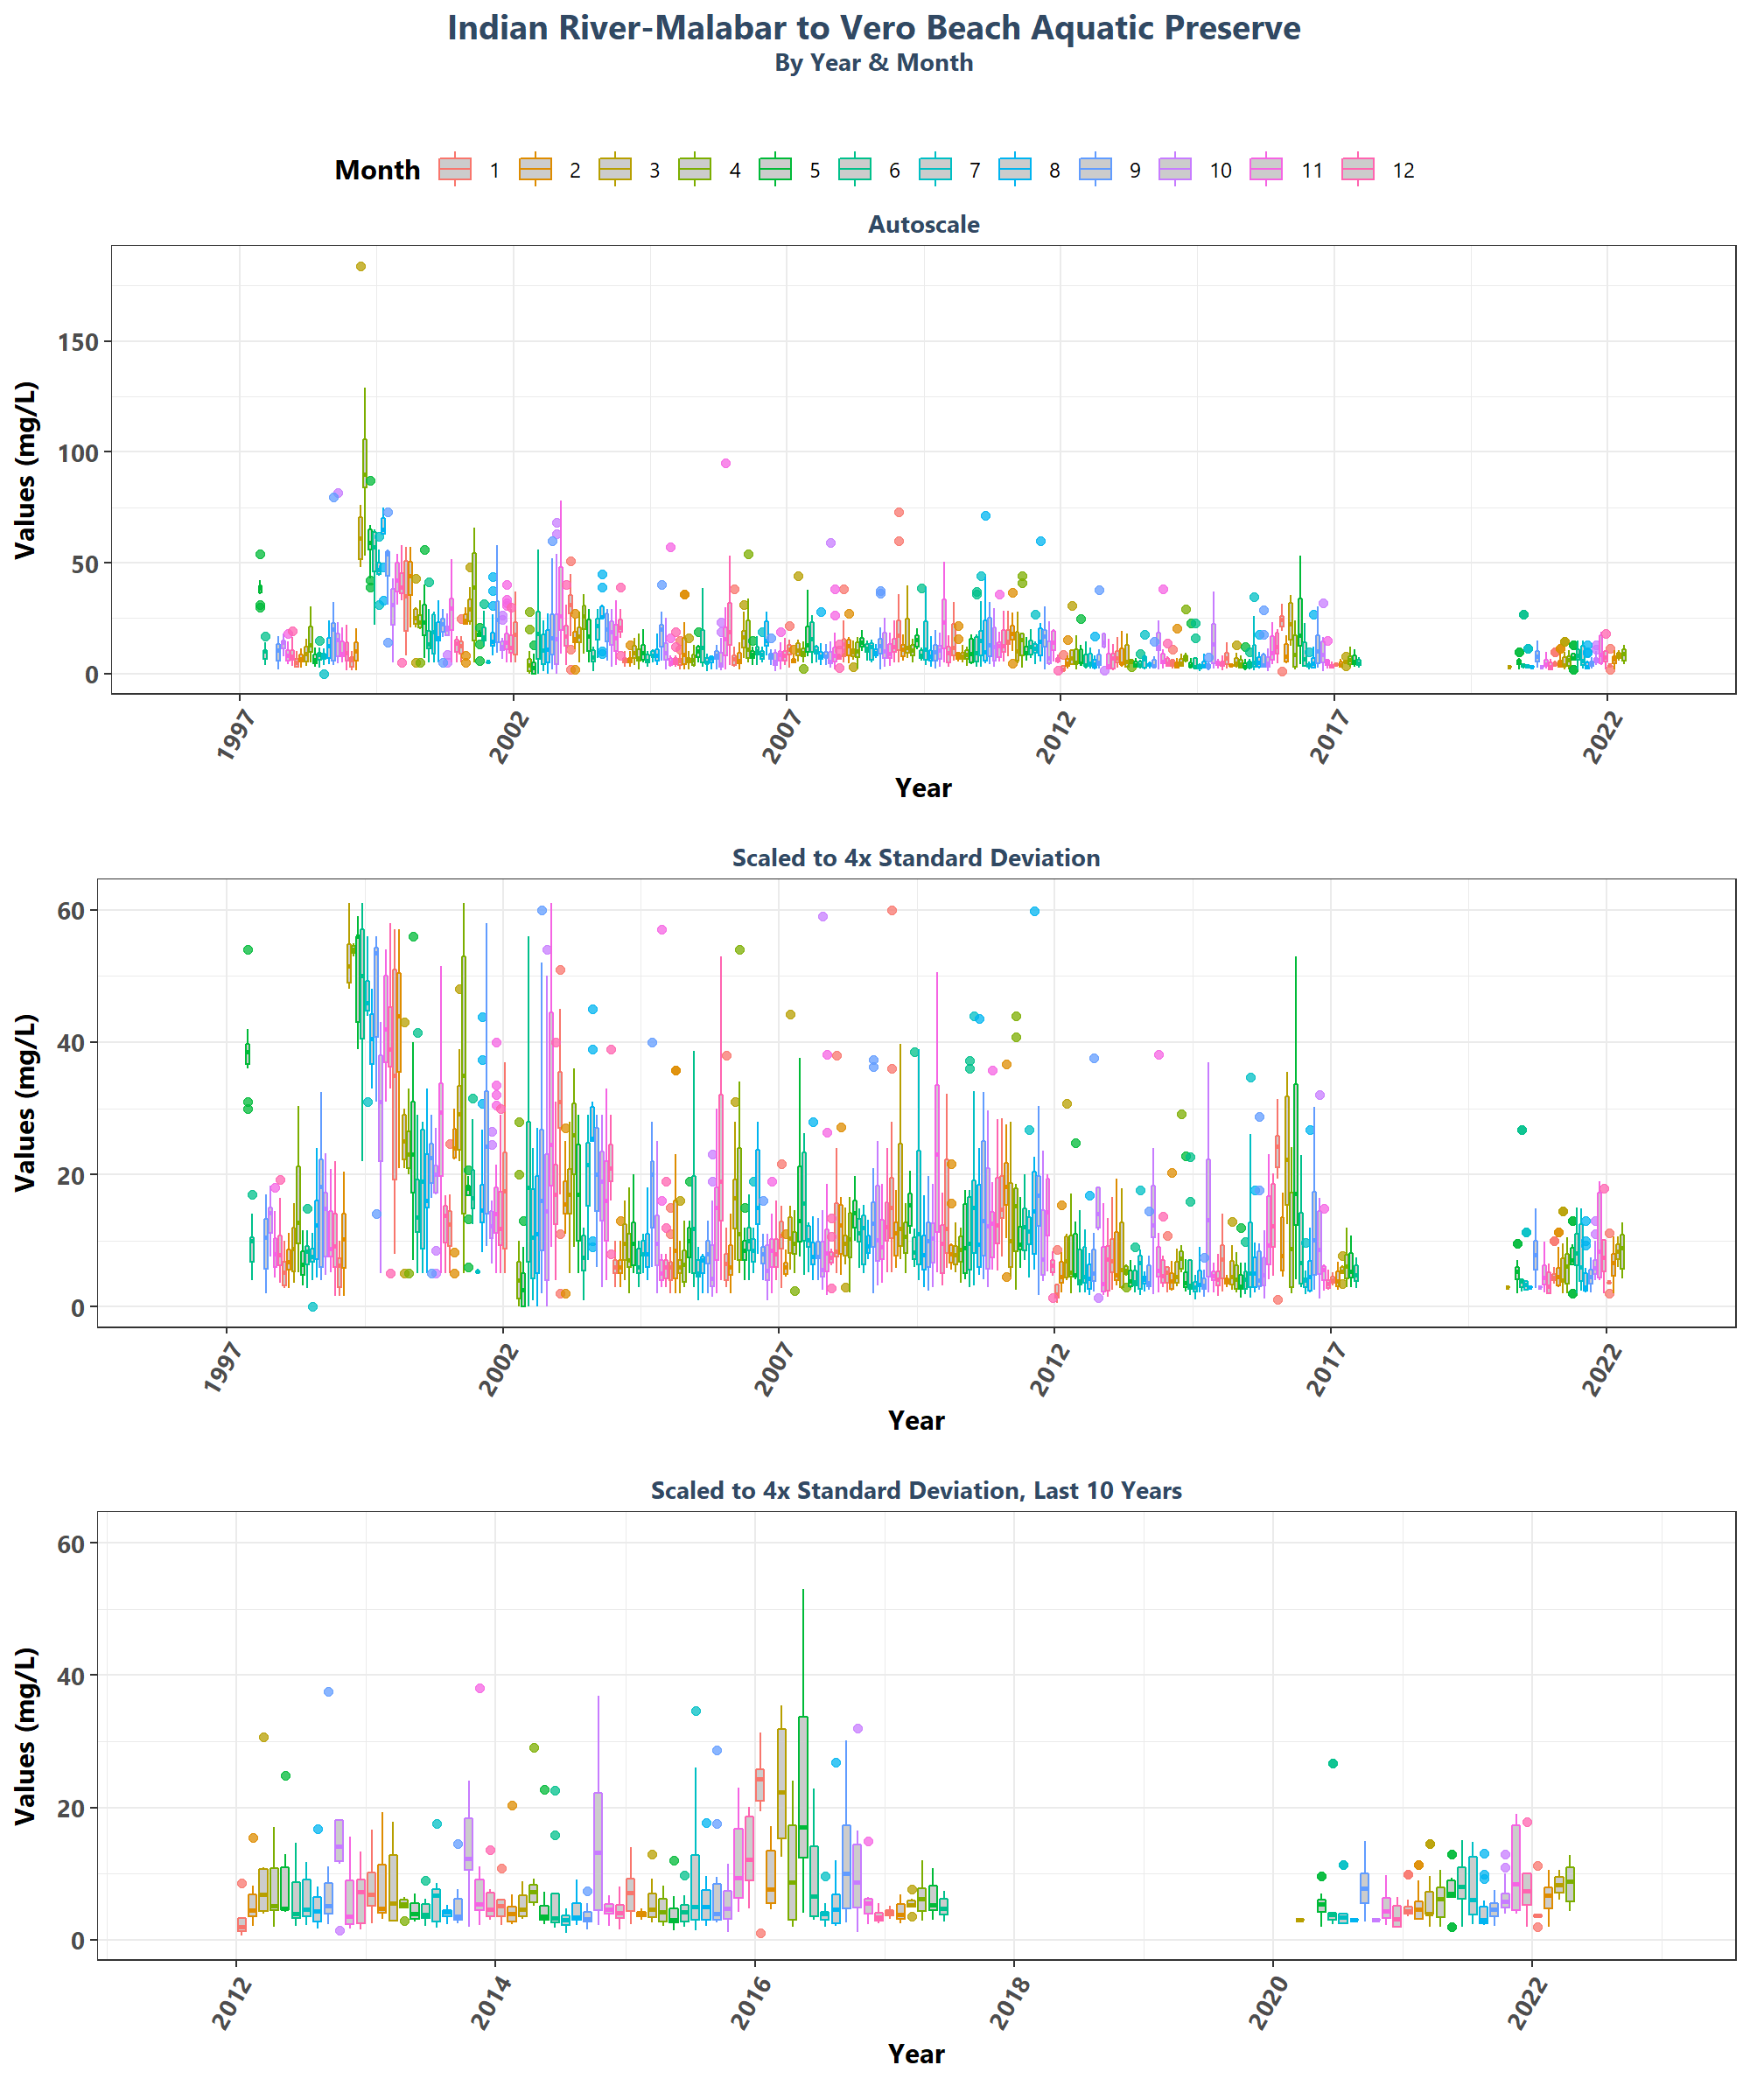 Indian River-Malabar to Vero Beach Aquatic Preserve
By Year & Month
Month 1 2 3 4 5 6 7 8 9 10 11 12
Autoscale
Values (mg/L)
150
100
50
0
1997 2002 2007 2012 2017 2022
Year
Scaled to 4x Standard Deviation
Values (mg/L)
60
40
20
0
1997 2002 2007 2012 2017 2022
Year
Scaled to 4x Standard Deviation, Last 10 Years
Values (mg/L)
60
40
20
0
2012 2014 2016 2018 2020 2022
Year